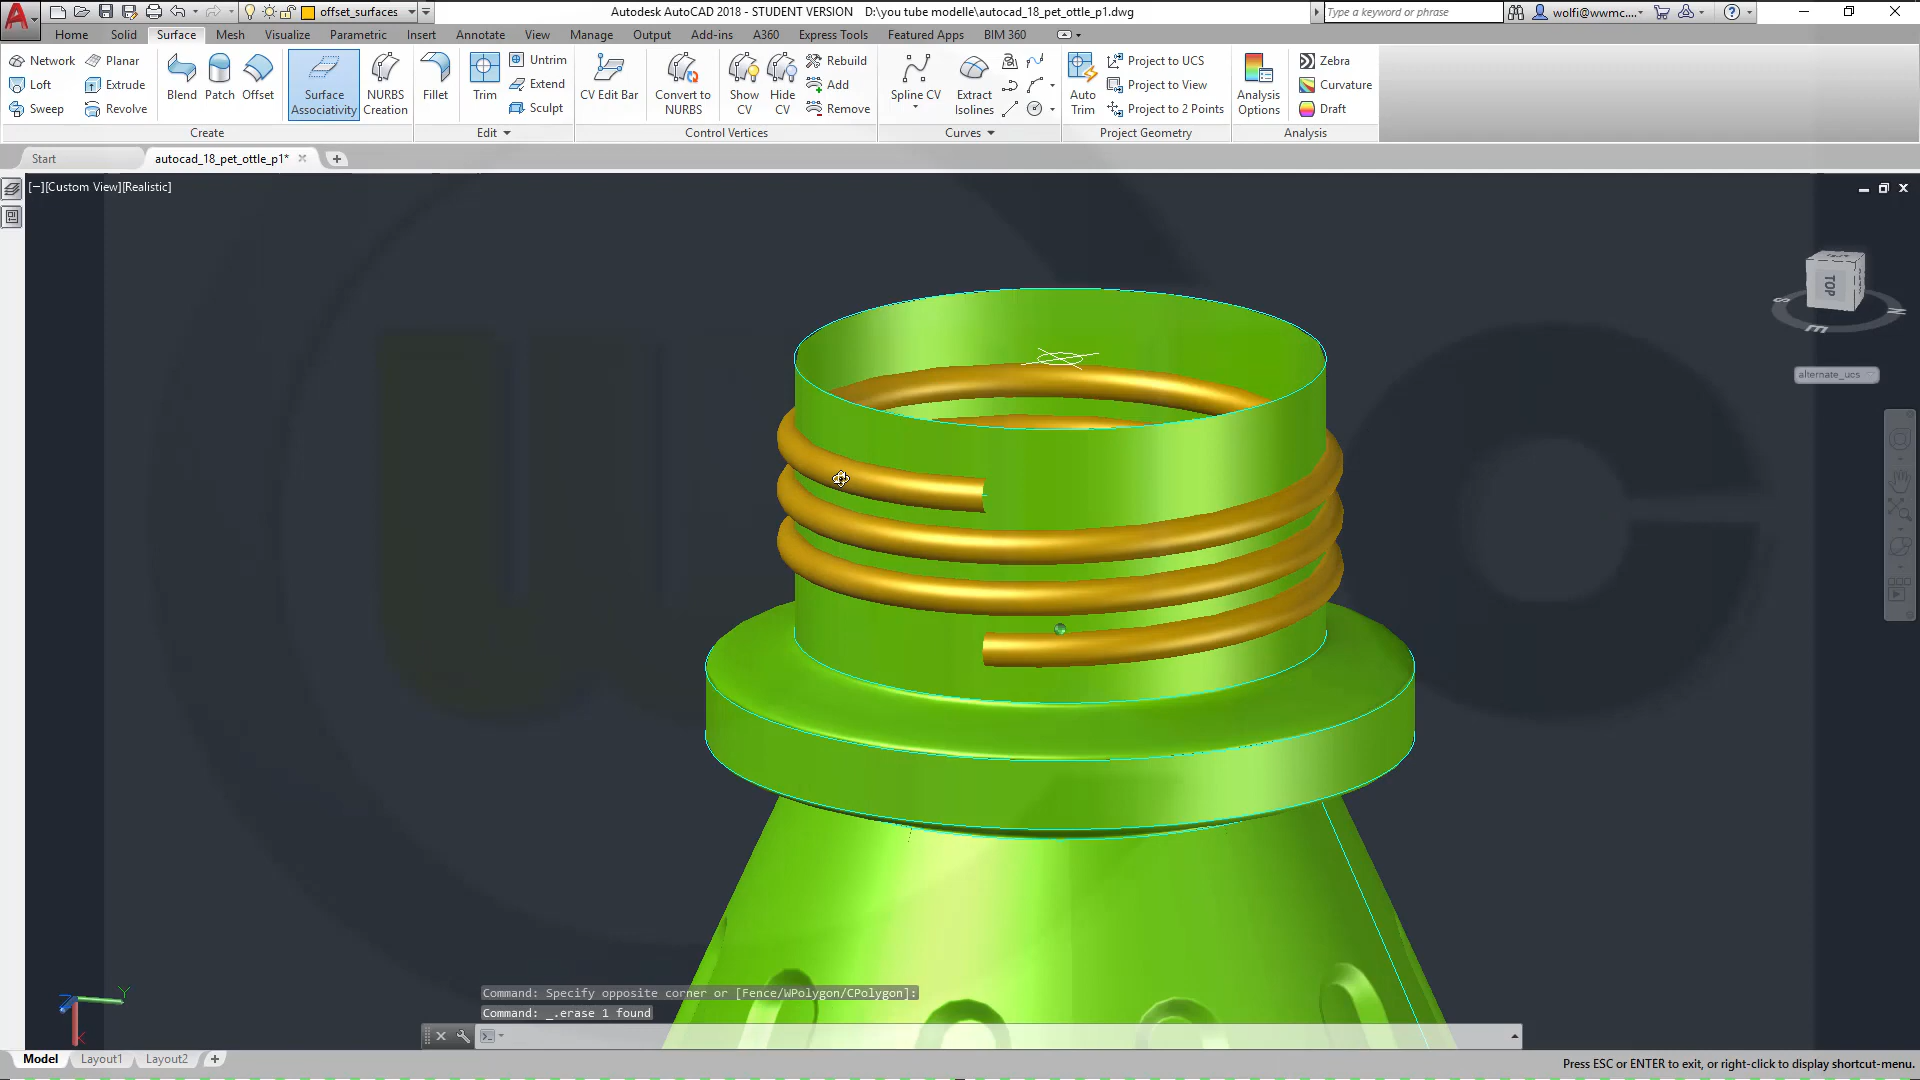 offset_surfaces
Autodesk AutoCAD 2018 - STUDENT VERSION D:\you tube modelle\autocad_18_pet_ottle_p1.dwg
Type a keyword or phrase
wolfi@wwmc....
Home Solid Surface Mesh Visualize Parametric Insert Annotate View Manage Output Add-ins A360 Express Tools Featured Apps BIM 360
Network Planar
Loft Extrude
Sweep Revolve
Blend Patch Offset
Surface Associativity
NURBS Creation
Fillet
Trim
Untrim
Extend
Sculpt
CV Edit Bar
Convert to NURBS
Show CV
Hide CV
Rebuild
Add
Remove
Spline CV
Extract Isolines
Auto Trim
Project to UCS
Project to View
Project to 2 Points
Analysis Options
Zebra
Curvature
Draft
Create Edit Control Vertices Curves Project Geometry Analysis
Start autocad_18_pet_ottle_p1*
[−][Custom View][Realistic]
TOP
S
E
N
alternate_ucs
Y
X
Command: Specify opposite corner or [Fence/WPolygon/CPolygon]:
Command: _.erase 1 found
Model Layout1 Layout2
Press ESC or ENTER to exit, or right-click to display shortcut-menu.